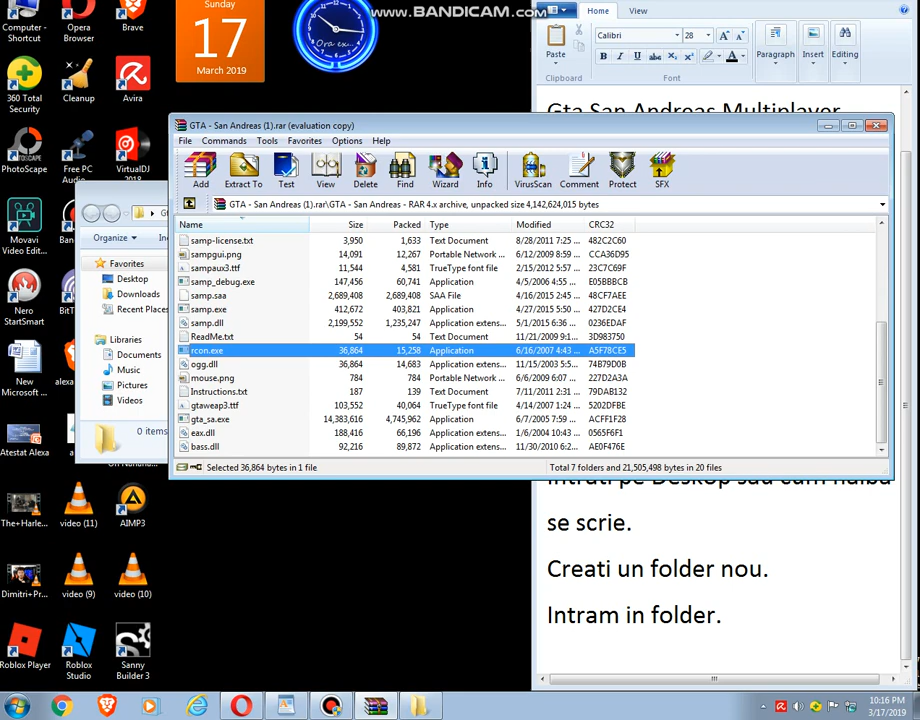 Computer - Shortcut
Opera Browser
Brave
360 Total Security
Cleanup
Avira
PhotoScape
Free PC Audio
VirtualDJ 2018
Movavi Video Edit...
Nero StartSmart
New Microsoft ...
Atestat Alexa
The+Harle...
video (11)
AIMP3
Dimitri+Pr...
video (9)
video (10)
Roblox Player
Roblox Studio
Sanny Builder 3
Sunday
17
March 2019
www.BANDICAM.com
Home
View
Paste
Clipboard
Calibri
28
Font
Paragraph
Insert
Editing
Gta San Andreas Multiplayer
se scrie.
Creati un folder nou.
Intram in folder.
Organize
Favorites
Desktop
Downloads
Recent Places
Libraries
Documents
Music
Pictures
Videos
0 items
GTA - San Andreas (1).rar (evaluation copy)
File Commands Tools Favorites Options Help
Add Extract To Test View Delete Find Wizard Info VirusScan Comment Protect SFX
GTA - San Andreas (1).rar\GTA - San Andreas - RAR 4.x archive, unpacked size 4,142,624,015 bytes
Name Size Packed Type Modified CRC32
samp-license.txt 3,950 1,633 Text Document 8/28/2011 7:25 ... 482C2C60
sampgui.png 14,091 12,267 Portable Network ... 6/12/2009 8:59 ... CCA36D95
sampaux3.ttf 11,544 4,581 TrueType font file 2/15/2012 5:57 ... 23C7C69F
samp_debug.exe 147,456 60,741 Application 4/5/2006 4:55 ... E05BBBCB
samp.saa 2,689,408 2,689,408 SAA File 4/16/2015 2:45 ... 48CF7AEE
samp.exe 412,672 403,821 Application 4/27/2015 5:50 ... 4512C607
samp.dll 2,199,552 1,235,247 Application extens... 5/1/2015 6:36 ... 0236EDAF
ReadMe.txt 54 54 Text Document 11/21/2009 9:1... 3D983750
rcon.exe 36,864 15,258 Application 6/16/2007 4:43 ... A5F78CE5
ogg.dll 36,864 14,683 Application extens... 11/15/2003 5:5... 74B79D0B
mouse.png 784 784 Portable Network ... 6/6/2009 6:07 ... 227D2A3A
Instructions.txt 187 139 Text Document 7/11/2011 2:31 ... 79DAB132
gtaweap3.ttf 103,552 40,064 TrueType font file 4/14/2007 1:24 ... 5202DFBE
gta_sa.exe 14,383,616 4,745,962 Application 6/7/2005 7:59 ... ACFF1F28
eax.dll 188,416 66,196 Application extens... 1/6/2004 10:43 ... 0565F6F1
bass.dll 92,216 89,872 Application extens... 11/30/2010 6:2... AE0F476E
Selected 36,864 bytes in 1 file
Total 7 folders and 21,505,498 bytes in 20 files
10:16 PM
3/17/2019